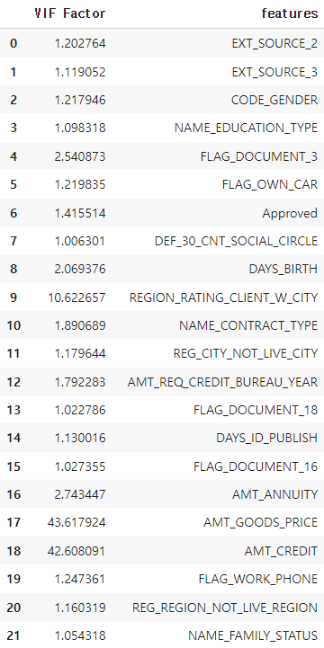 VIF Factor features
0 1.202764 EXT_SOURCE_2
1 1.119052 EXT_SOURCE_3
2 1.217946 CODE_GENDER
3 1.098318 NAME_EDUCATION_TYPE
4 2.540873 FLAG_DOCUMENT_3
5 1.219835 FLAG_OWN_CAR
6 1.415514 Approved
7 1.006301 DEF_30_CNT_SOCIAL_CIRCLE
8 2.069376 DAYS_BIRTH
9 10.622657 REGION_RATING_CLIENT_W_CITY
10 1.890689 NAME_CONTRACT_TYPE
11 1.179644 REG_CITY_NOT_LIVE_CITY
12 1.792283 AMT_REQ_CREDIT_BUREAU_YEAR
13 1.022786 FLAG_DOCUMENT_18
14 1.130016 DAYS_ID_PUBLISH
15 1.027355 FLAG_DOCUMENT_16
16 2.743447 AMT_ANNUITY
17 43.617924 AMT_GOODS_PRICE
18 42.608091 AMT_CREDIT
19 1.247361 FLAG_WORK_PHONE
20 1.160319 REG_REGION_NOT_LIVE_REGION
21 1.054318 NAME_FAMILY_STATUS